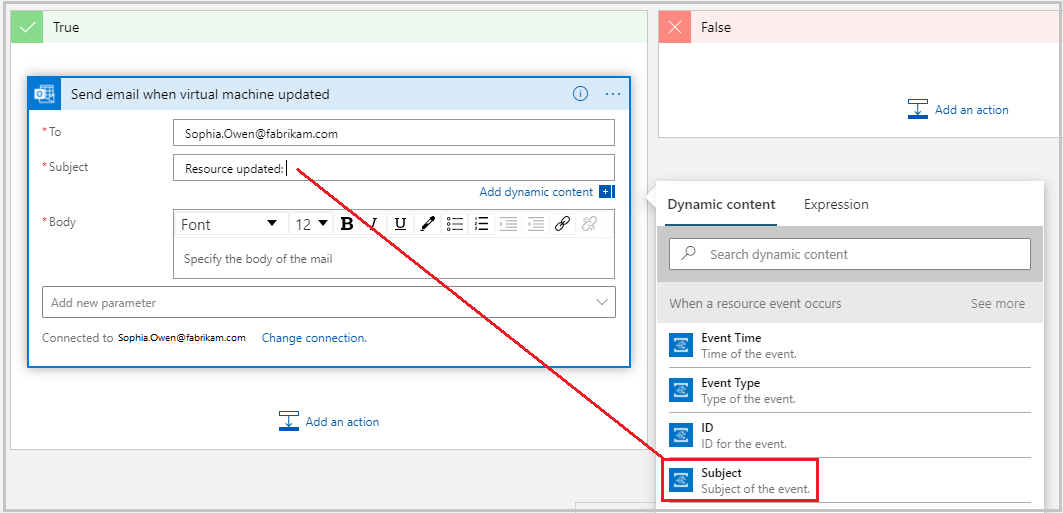 True
Send email when virtual machine updated
*To
Sophia.Owen@fabrikam.com
*Subject
Resource updated:
Add dynamic content
*Body
Font 12 B I U
Specify the body of the mail
Add new parameter
Connected to Sophia.Owen@fabrikam.com Change connection.
Add an action
False
Add an action
Dynamic content Expression
Search dynamic content
When a resource event occurs See more
Event Time
Time of the event.
Event Type
Type of the event.
ID
ID for the event.
Subject
Subject of the event.